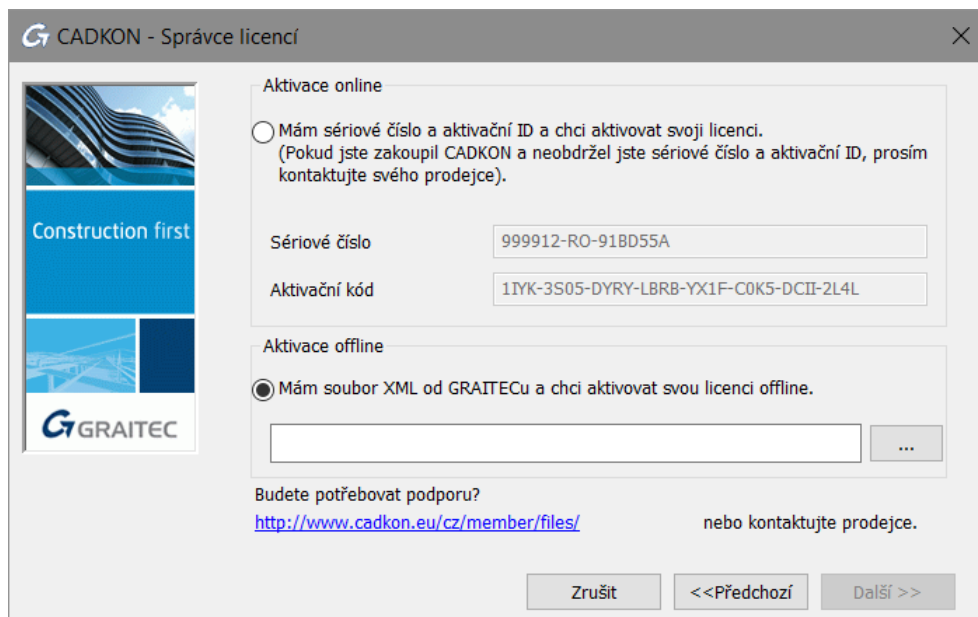 CADKON - Správce licencí
Aktivace online
Mám sériové číslo a aktivační ID a chci aktivovat svoji licenci.
(Pokud jste zakoupil CADKON a neobdržel jste sériové číslo a aktivační ID, prosím
kontaktujte svého prodejce).
Construction first
Sériové číslo 999912-RO-91BD55A
Aktivační kód 1IYK-3S05-DYRY-LBRB-YX1F-C0K5-DCII-2L4L
Aktivace offline
Mám soubor XML od GRAITECu a chci aktivovat svou licenci offline.
GRAITEC
...
Budete potřebovat podporu?
http://www.cadkon.eu/cz/member/files/ nebo kontaktujte prodejce.
Zrušit <<Předchozí Další >>